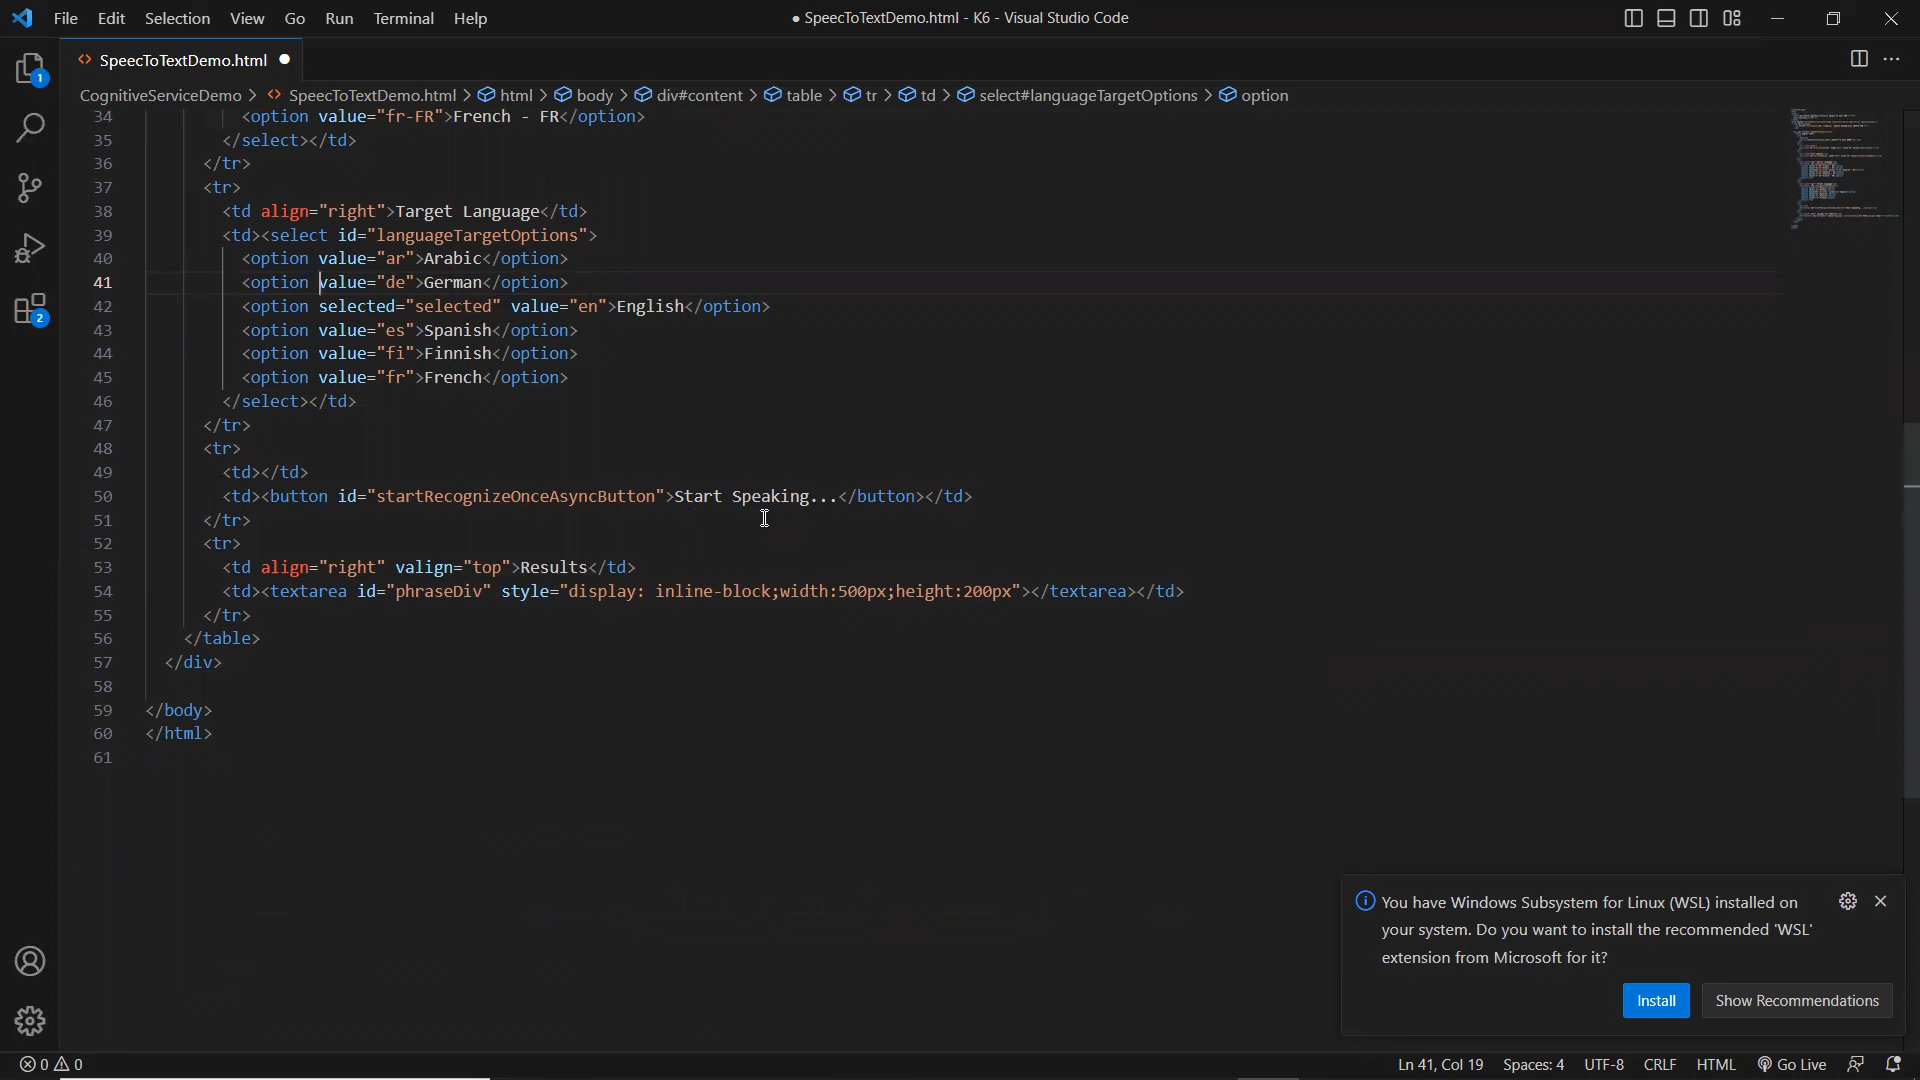 File Edit Selection View Go Run Terminal Help
● SpeecToTextDemo.html - K6 - Visual Studio Code
1
2
<> SpeecToTextDemo.html ●
CognitiveServiceDemo > <> SpeecToTextDemo.html > html > body > div#content > table > tr > td > select#languageTargetOptions > option
34 <option value="fr-FR">French - FR</option>
35 </select></td>
36 </tr>
37 <tr>
38 <td align="right">Target Language</td>
39 <td><select id="languageTargetOptions">
40 <option value="ar">Arabic</option>
41 <option value="de">German</option>
42 <option selected="selected" value="en">English</option>
43 <option value="es">Spanish</option>
44 <option value="fi">Finnish</option>
45 <option value="fr">French</option>
46 </select></td>
47 </tr>
48 <tr>
49 <td></td>
50 <td><button id="startRecognizeOnceAsyncButton">Start Speaking...</button></td>
51 </tr>
52 <tr>
53 <td align="right" valign="top">Results</td>
54 <td><textarea id="phraseDiv" style="display: inline-block;width:500px;height:200px"></textarea></td>
55 </tr>
56 </table>
57 </div>
58
59 </body>
60 </html>
61
You have Windows Subsystem for Linux (WSL) installed on
your system. Do you want to install the recommended 'WSL'
extension from Microsoft for it?
Install Show Recommendations
0 0 Ln 41, Col 19 Spaces: 4 UTF-8 CRLF HTML Go Live